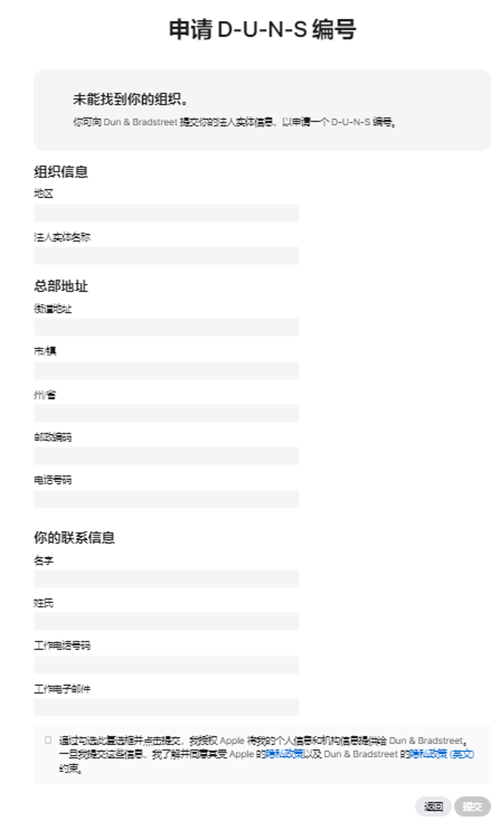 申请 D-U-N-S 编号
未能找到你的组织。
你可向 Dun & Bradstreet 提交你的法人实体信息，以申请一个 D-U-N-S 编号。
组织信息
地区
法人实体名称
总部地址
街道地址
市/镇
州/省
邮政编码
电话号码
你的联系信息
名字
姓氏
工作电话号码
工作电子邮件
通过勾选此复选框并点击提交，我授权 Apple 将我的个人信息和机构信息提供给 Dun & Bradstreet。
一旦我提交这些信息，我了解并同意其受 Apple 的隐私政策以及 Dun & Bradstreet 的隐私政策 (英文)
约束。
返回
提交